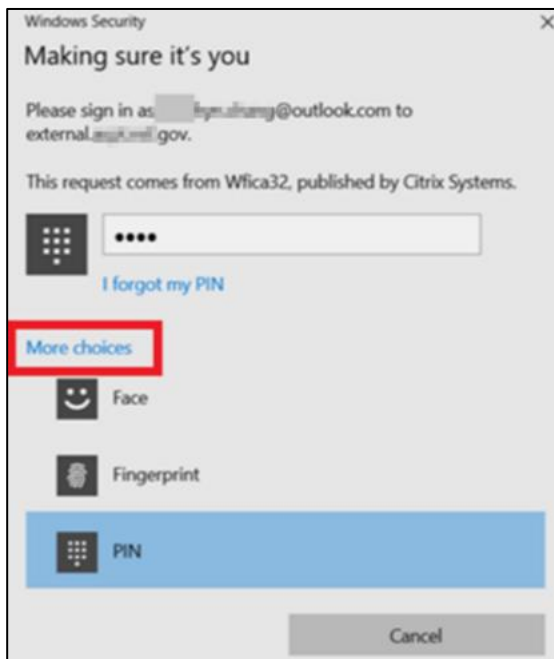 Windows Security
Making sure it's you
Please sign in as @outlook.com to
external. gov.
This request comes from Wfica32, published by Citrix Systems.
••••
I forgot my PIN
More choices
Face
Fingerprint
PIN
Cancel